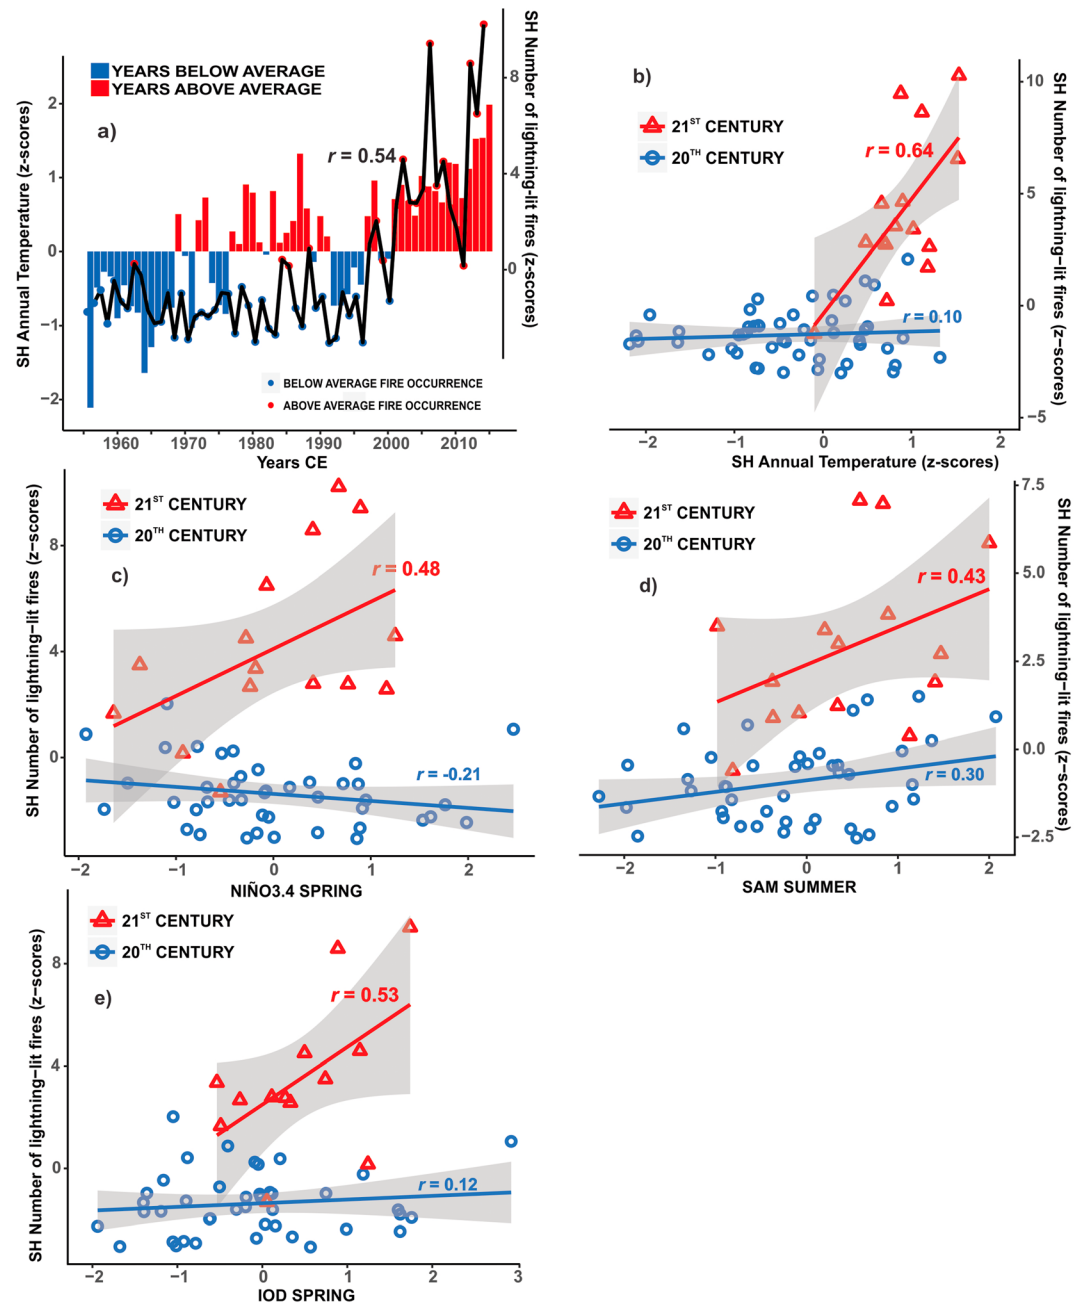 YEARS BELOW AVERAGE
YEARS ABOVE AVERAGE
a)
r = 0.54
SH Annual Temperature (z-scores)
2
1
0
−1
−2
SH Number of lightning-lit fires (z-scores)
8
4
0
BELOW AVERAGE FIRE OCCURRENCE
ABOVE AVERAGE FIRE OCCURRENCE
1960 1970 1980 1990 2000 2010
Years CE
b)
21ST CENTURY
20TH CENTURY
r = 0.64
r = 0.10
10
5
0
−5
SH Number of lightning−lit fires (z−scores)
−2 −1 0 1 2
SH Annual Temperature (z-scores)
21ST CENTURY
20TH CENTURY
c)
r = 0.48
r = -0.21
SH Number of lightning-lit fires (z−scores)
8
4
0
−2 −1 0 1 2
NIÑO3.4 SPRING
21ST CENTURY
20TH CENTURY
d)
r = 0.43
r = 0.30
7.5
5.0
2.5
0.0
−2.5
SH Number of lightning−lit fires (z−scores)
−2 −1 0 1 2
SAM SUMMER
21ST CENTURY
20TH CENTURY
e)
r = 0.53
r = 0.12
SH Number of lightning−lit fires (z−scores)
8
4
0
−2 −1 0 1 2 3
IOD SPRING